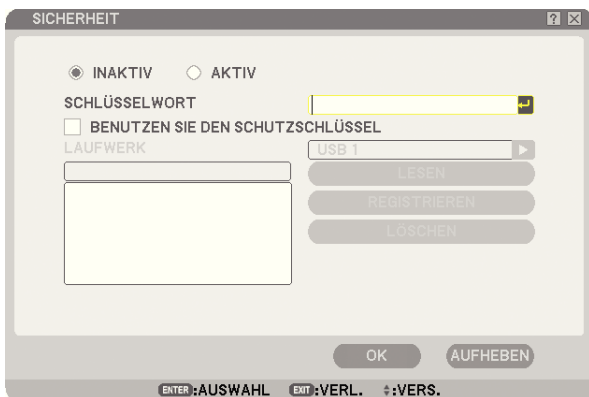 SICHERHEIT
INAKTIV AKTIV
SCHLÜSSELWORT
BENUTZEN SIE DEN SCHUTZSCHLÜSSEL
LAUFWERK USB 1
LESEN
REGISTRIEREN
LÖSCHEN
OK AUFHEBEN
ENTER:AUSWAHL EXIT:VERL. :VERS.